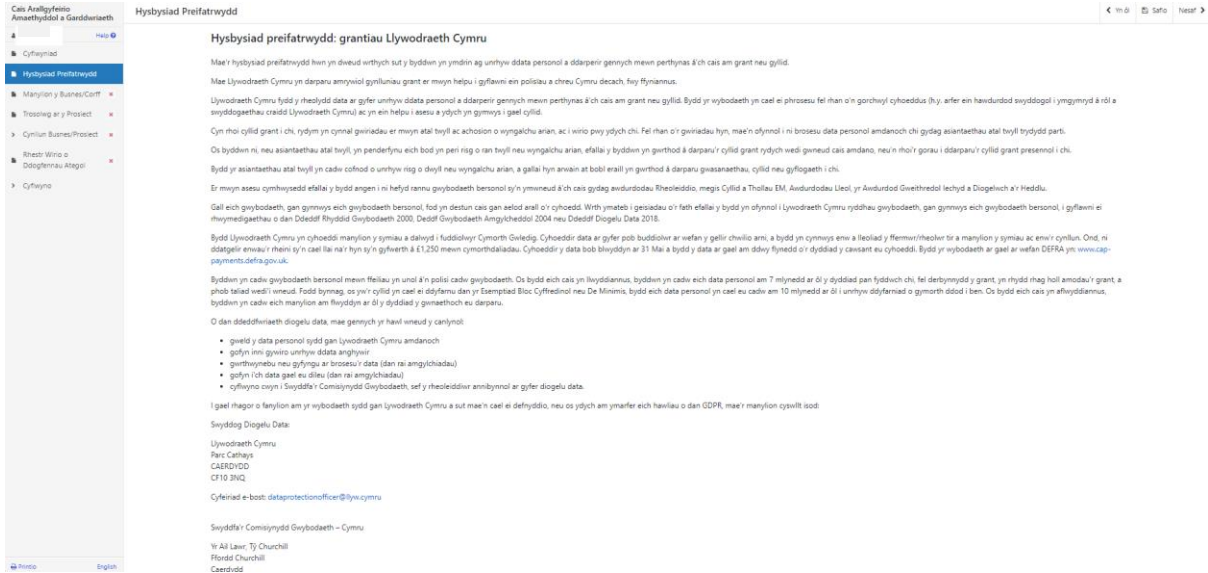 Cais Arallgyfeirio
Amaethyddol a Garddwriaeth
Help
Cyflwyniad
Hysbysiad Preifatrwydd
Manylion y Busnes/Corff
Trosolwg ar y Prosiect
Cynllun Busnes/Prosiect
Rhestr Wirio o
Ddogfennau Ategol
Cyflwyno
Printio
English
Hysbysiad Preifatrwydd
Yn ôl
Safio
Nesaf
Hysbysiad preifatrwydd: grantiau Llywodraeth Cymru
Mae'r hysbysiad preifatrwydd hwn yn dweud wrthych sut y byddwn yn ymdrin ag unrhyw ddata personol a ddarperir gennych mewn perthynas â'ch cais am grant neu gyllid.
Mae Llywodraeth Cymru yn darparu amrywiol gynlluniau grant er mwyn helpu i gyflawni ein polisïau a chreu Cymru decach, fwy ffyniannus.
Llywodraeth Cymru fydd y rheolydd data ar gyfer unrhyw ddata personol a ddarperir gennych mewn perthynas â'ch cais am grant neu gyllid. Bydd yr wybodaeth yn cael ei phrosesu fel rhan o'n gorchwyl cyhoeddus (h.y. arfer ein hawdurdod swyddogol i ymgymryd â rôl a
swyddogaethau craidd Llywodraeth Cymru) ac yn ein helpu i asesu a ydych yn gymwys i gael cyllid.
Cyn rhoi cyllid grant i chi, rydym yn cynnal gwiriadau er mwyn atal twyll ac achosion o wyngalchu arian, ac i wirio pwy ydych chi. Fel rhan o'r gwiriadau hyn, mae'n ofynnol i ni brosesu data personol amdanoch chi gydag asiantaethau atal twyll trydydd parti.
Os byddwn ni, neu asiantaethau atal twyll, yn penderfynu eich bod yn peri risg o ran twyll neu wyngalchu arian, efallai y byddwn yn gwrthod â darparu'r cyllid grant rydych wedi gwneud cais amdano, neu'n rhoi'r gorau i ddarparu'r cyllid grant presennol i chi.
Bydd yr asiantaethau atal twyll yn cadw cofnod o unrhyw risg o dwyll neu wyngalchu arian, a gallai hyn arwain at bobl eraill yn gwrthod â darparu gwasanaethau, cyllid neu gyflogaeth i chi.
Er mwyn asesu cymhwysedd efallai y bydd angen i ni hefyd rannu gwybodaeth bersonol sy'n ymwneud â'ch cais gydag awdurdodau Rheoleiddio, megis Cyllid a Thollau EM, Awdurdodau Lleol, yr Awdurdod Gweithredol Iechyd a Diogelwch a'r Heddlu.
Gall eich gwybodaeth, gan gynnwys eich gwybodaeth bersonol, fod yn destun cais gan aelod arall o'r cyhoedd. Wrth ymateb i geisiadau o'r fath efallai y bydd yn ofynnol i Lywodraeth Cymru ryddhau gwybodaeth, gan gynnwys eich gwybodaeth bersonol, i gyflawni ei
rhwymedigaethau o dan Ddeddf Rhyddid Gwybodaeth 2000, Deddf Gwybodaeth Amgylcheddol 2004 neu Ddeddf Diogelu Data 2018.
Bydd Llywodraeth Cymru yn cyhoeddi manylion y symiau a dalwyd i fuddiolwyr Cymorth Gwledig. Cyhoeddir data ar gyfer pob buddiolwr ar wefan y gellir chwilio arni, a bydd yn cynnwys enw a lleoliad y ffermwr/rheolwr tir a manylion y symiau ac enw'r cynllun. Ond, ni
ddatgelir enwau'r rheini sy'n cael llai na'r hyn sy'n gyfwerth â £1,250 mewn cymorthdaliadau. Cyhoeddir y data bob blwyddyn ar 31 Mai a bydd y data ar gael am ddwy flynedd o'r dyddiad y cawsant eu cyhoeddi. Bydd yr wybodaeth ar gael ar wefan DEFRA yn: www.cap-
payments.defra.gov.uk.
Byddwn yn cadw gwybodaeth bersonol mewn ffeiliau yn unol â'n polisi cadw gwybodaeth. Os bydd eich cais yn llwyddiannus, byddwn yn cadw eich data personol am 7 mlynedd ar ôl y dyddiad pan fyddwch chi, fel derbynnydd y grant, yn rhydd rhag holl amodau'r grant, a
phob taliad wedi'i wneud. Fodd bynnag, os yw'r cyllid yn cael ei ddyfarnu dan yr Esemptiad Bloc Cyffredinol neu De Minimis, bydd eich data personol yn cael eu cadw am 10 mlynedd ar ôl i unrhyw ddyfarniad o gymorth ddod i ben. Os bydd eich cais yn aflwyddiannus,
byddwn yn cadw eich manylion am flwyddyn ar ôl y dyddiad y gwnaethoch eu darparu.
O dan ddeddfwriaeth diogelu data, mae gennych yr hawl wneud y canlynol:
• gweld y data personol sydd gan Lywodraeth Cymru amdanoch
• gofyn inni gywiro unrhyw ddata anghywir
• gwrthwynebu neu gyfyngu ar brosesu'r data (dan rai amgylchiadau)
• gofyn i'ch data gael eu dileu (dan rai amgylchiadau)
• cyflwyno cwyn i Swyddfa'r Comisiynydd Gwybodaeth, sef y rheoleiddiwr annibynnol ar gyfer diogelu data.
I gael rhagor o fanylion am yr wybodaeth sydd gan Lywodraeth Cymru a sut mae'n cael ei defnyddio, neu os ydych am ymarfer eich hawliau o dan GDPR, mae'r manylion cyswllt isod:
Swyddog Diogelu Data:
Llywodraeth Cymru
Parc Cathays
CAERDYDD
CF10 3NQ
Cyfeiriad e-bost: dataprotectionofficer@llyw.cymru
Swyddfa'r Comisiynydd Gwybodaeth – Cymru
Yr Ail Lawr, Tŷ Churchill
Ffordd Churchill
Caerdydd